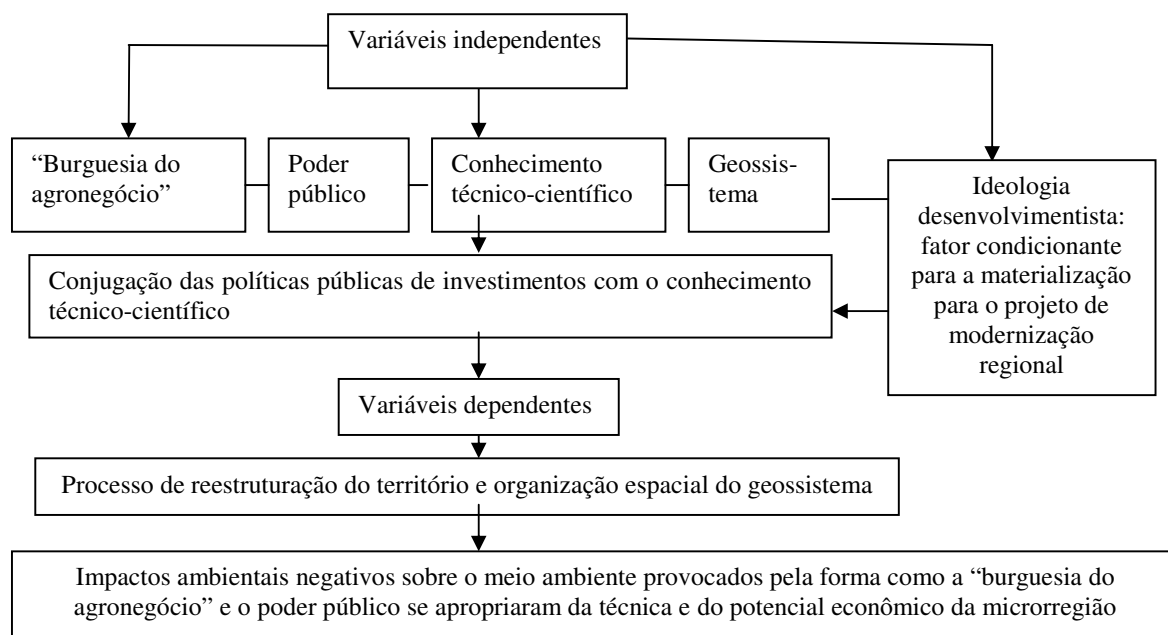 Variáveis independentes
“Burguesia do
agronegócio”
Poder
público
Conhecimento
técnico-científico
Geossis-
tema
Ideologia
desenvolvimentista:
fator condicionante
para a materialização
para o projeto de
modernização
regional
Conjugação das políticas públicas de investimentos com o conhecimento
técnico-científico
Variáveis dependentes
Processo de reestruturação do território e organização espacial do geossistema
Impactos ambientais negativos sobre o meio ambiente provocados pela forma como a “burguesia do
agronegócio” e o poder público se apropriaram da técnica e do potencial econômico da microrregião